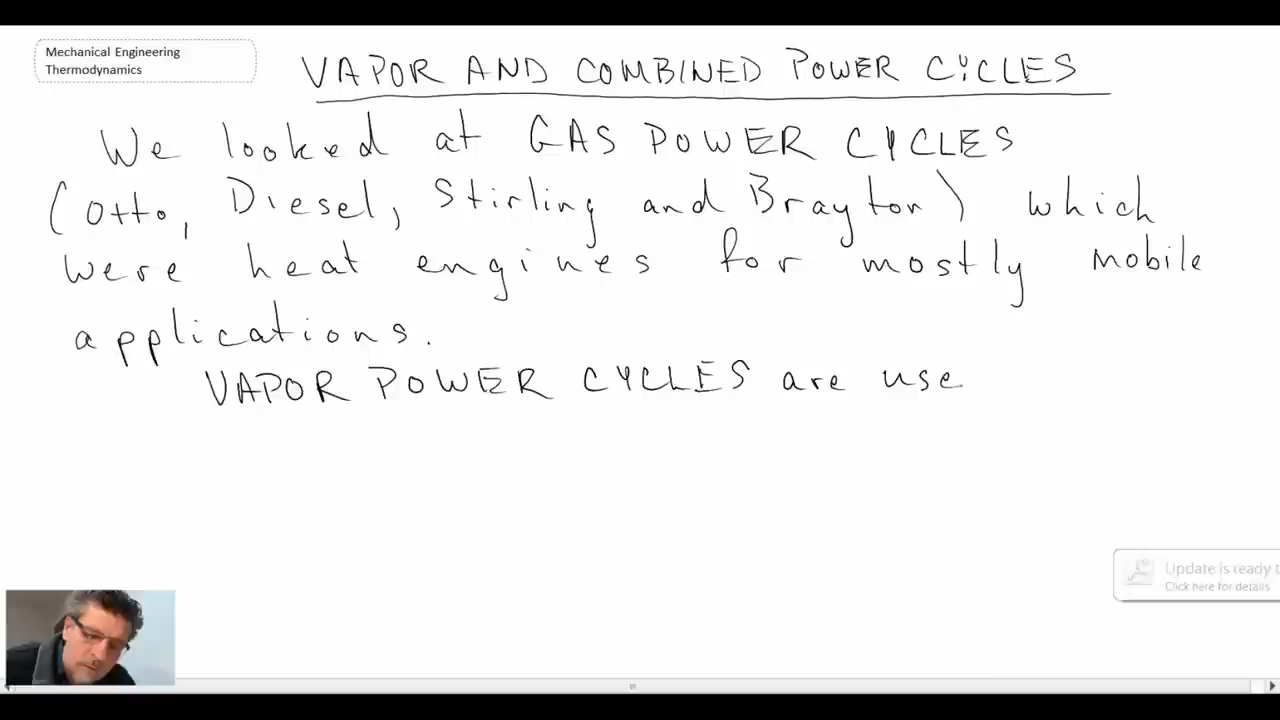 Mechanical Engineering
Thermodynamics
VAPOR AND COMBINED POWER CYCLES
We looked at GAS POWER CYCLES
(Otto, Diesel, Stirling and Brayton) which
were heat engines for mostly mobile
applications.
VAPOR POWER CYCLES are use
Update is ready t
Click here for details